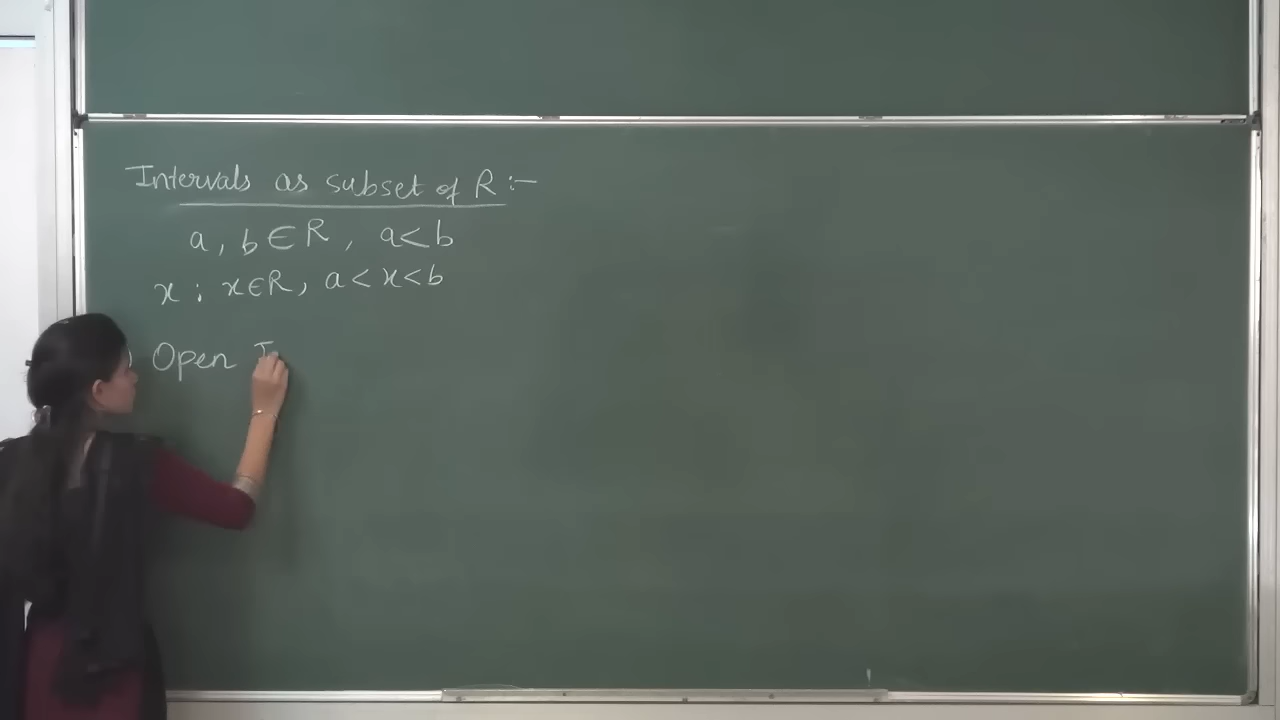 Intervals as subset of R :-
a, b ∈ R, a < b
x : x ∈ R, a < x < b
) Open I